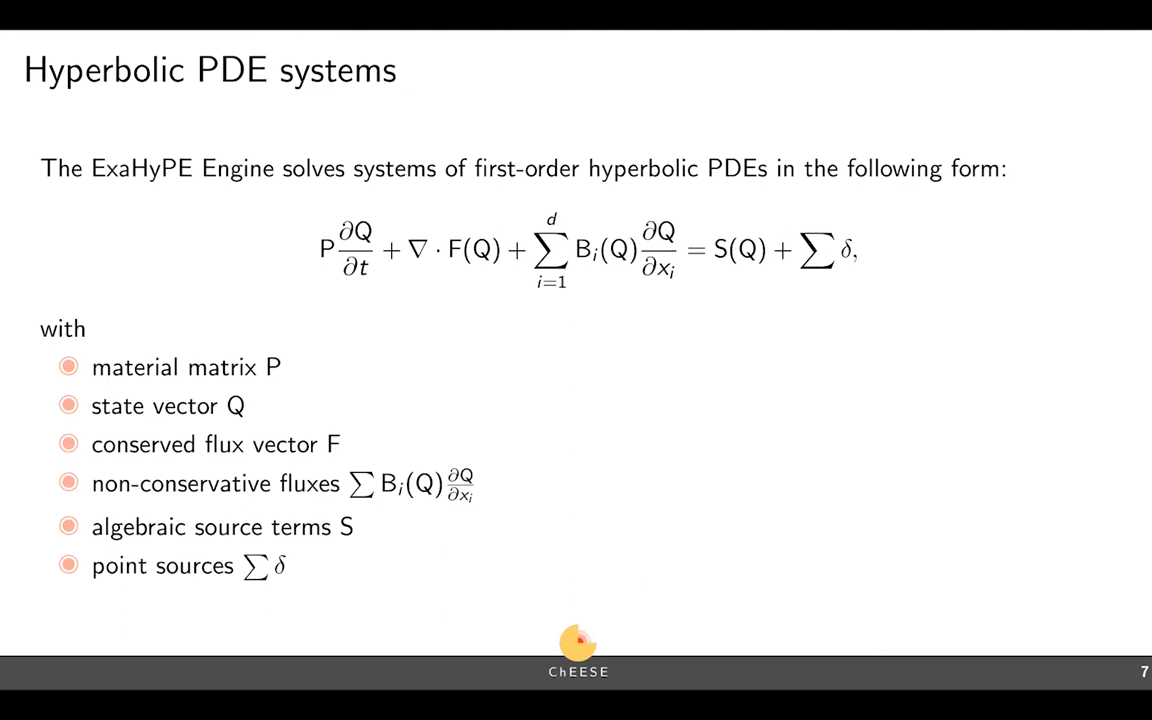 Hyperbolic PDE systems
The ExaHyPE Engine solves systems of first-order hyperbolic PDEs in the following form:
P ∂Q/∂t + ∇ · F(Q) + ∑_{i=1}^{d} B_i(Q) ∂Q/∂x_i = S(Q) + ∑ δ,
with
material matrix P
state vector Q
conserved flux vector F
non-conservative fluxes ∑ B_i(Q) ∂Q/∂x_i
algebraic source terms S
point sources ∑ δ
ChEESE
7